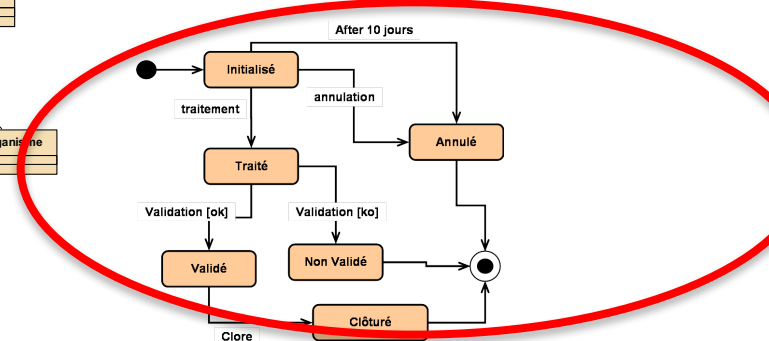 After 10 jours
Initialisé
traitement
annulation
ganisme
Annulé
Traité
Validation [ok]
Validation [ko]
Validé
Non Validé
Clôturé
Clore